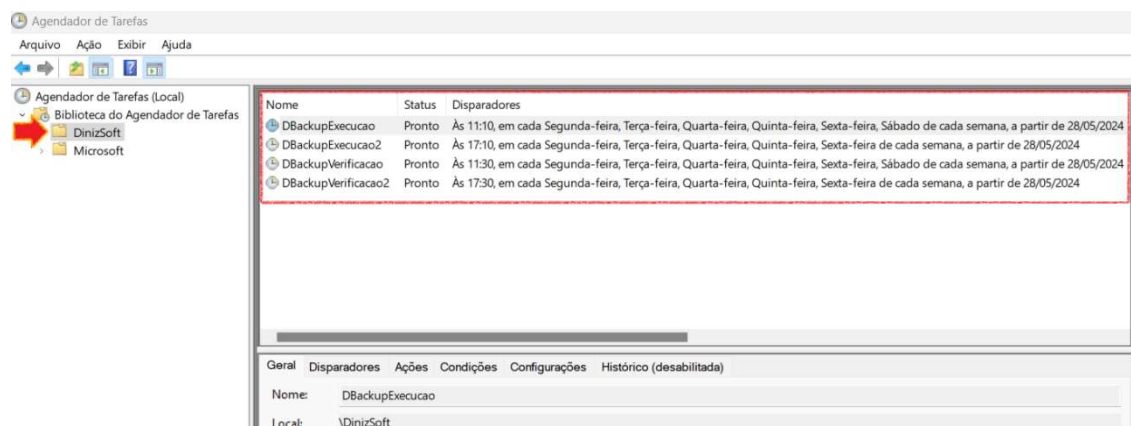 Agendador de Tarefas
Arquivo Ação Exibir Ajuda
Agendador de Tarefas (Local)
Biblioteca do Agendador de Tarefas
DinizSoft
Microsoft
Nome Status Disparadores
DBackupExecucao Pronto Às 11:10, em cada Segunda-feira, Terça-feira, Quarta-feira, Quinta-feira, Sexta-feira, Sábado de cada semana, a partir de 28/05/2024
DBackupExecucao2 Pronto Às 17:10, em cada Segunda-feira, Terça-feira, Quarta-feira, Quinta-feira, Sexta-feira de cada semana, a partir de 28/05/2024
DBackupVerificacao Pronto Às 11:30, em cada Segunda-feira, Terça-feira, Quarta-feira, Quinta-feira, Sexta-feira, Sábado de cada semana, a partir de 28/05/2024
DBackupVerificacao2 Pronto Às 17:30, em cada Segunda-feira, Terça-feira, Quarta-feira, Quinta-feira, Sexta-feira de cada semana, a partir de 28/05/2024
Geral Disparadores Ações Condições Configurações Histórico (desabilitada)
Nome: DBackupExecucao
Local: \DinizSoft